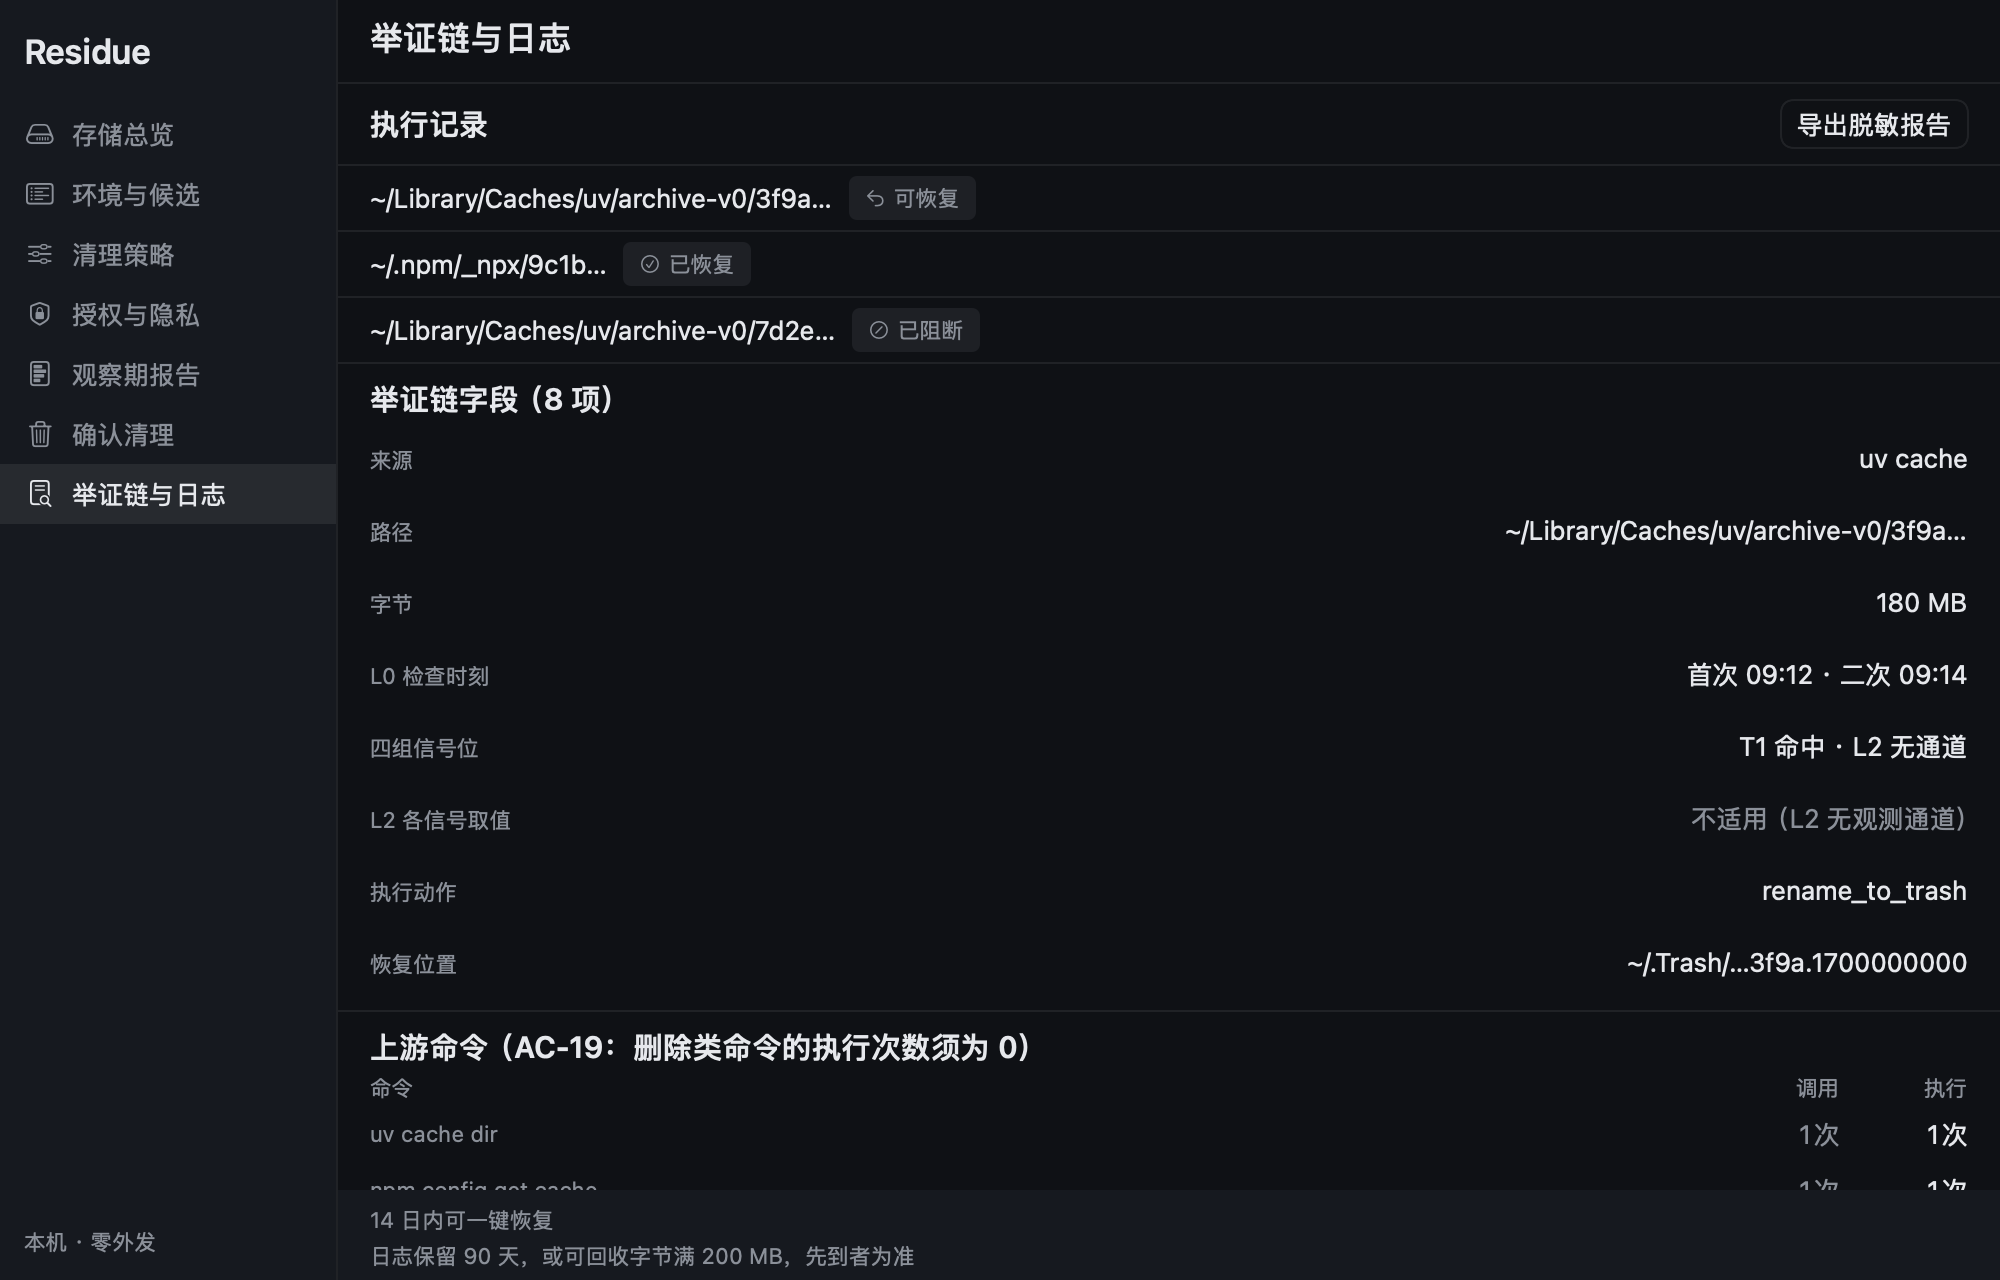 Residue
存储总览
环境与候选
清理策略
授权与隐私
观察期报告
确认清理
举证链与日志
本机 · 零外发
举证链与日志
执行记录
导出脱敏报告
~/Library/Caches/uv/archive-v0/3f9a... 可恢复
~/.npm/_npx/9c1b... 已恢复
~/Library/Caches/uv/archive-v0/7d2e... 已阻断
举证链字段（8 项）
来源 uv cache
路径 ~/Library/Caches/uv/archive-v0/3f9a...
字节 180 MB
L0 检查时刻 首次 09:12 · 二次 09:14
四组信号位 T1 命中 · L2 无通道
L2 各信号取值 不适用（L2 无观测通道）
执行动作 rename_to_trash
恢复位置 ~/.Trash/...3f9a.1700000000
上游命令（AC-19：删除类命令的执行次数须为 0）
命令 调用 执行
uv cache dir 1次 1次
npm config get cache 1次 1次
14 日内可一键恢复
日志保留 90 天，或可回收字节满 200 MB，先到者为准